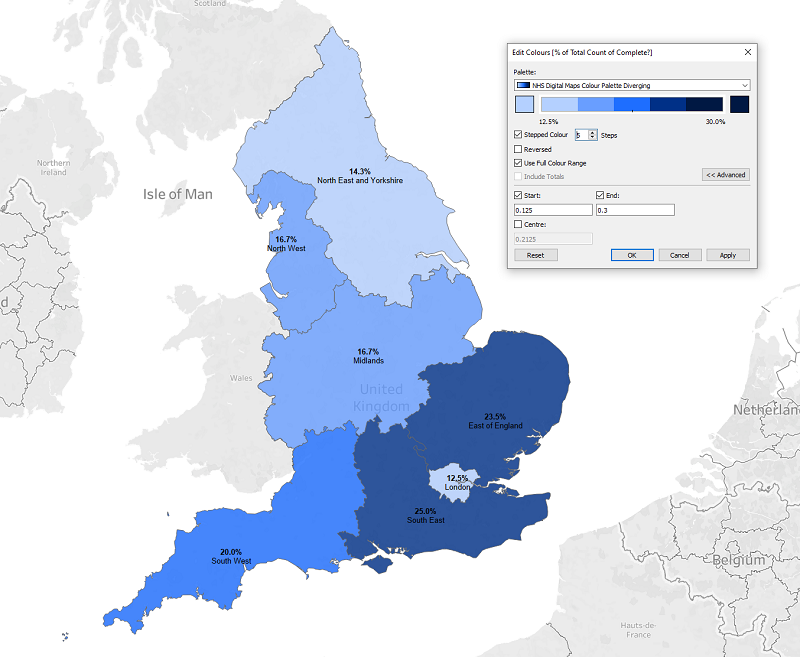 Scotland
Northern
Ireland
Isle of Man
d
Wales
United
Kingdom
Netherland
Belgium
Hauts-de-
France
14.3%
North East and Yorkshire
16.7%
North West
16.7%
Midlands
23.5%
East of England
12.5%
London
25.0%
South East
20.0%
South West
Edit Colours [% of Total Count of Complete?]
Palette:
NHS Digital Maps Colour Palette Diverging
12.5% 30.0%
Stepped Colour 5 Steps
Reversed
Use Full Colour Range
Include Totals << Advanced
Start: End:
0.125 0.3
Centre:
0.2125
Reset OK Cancel Apply